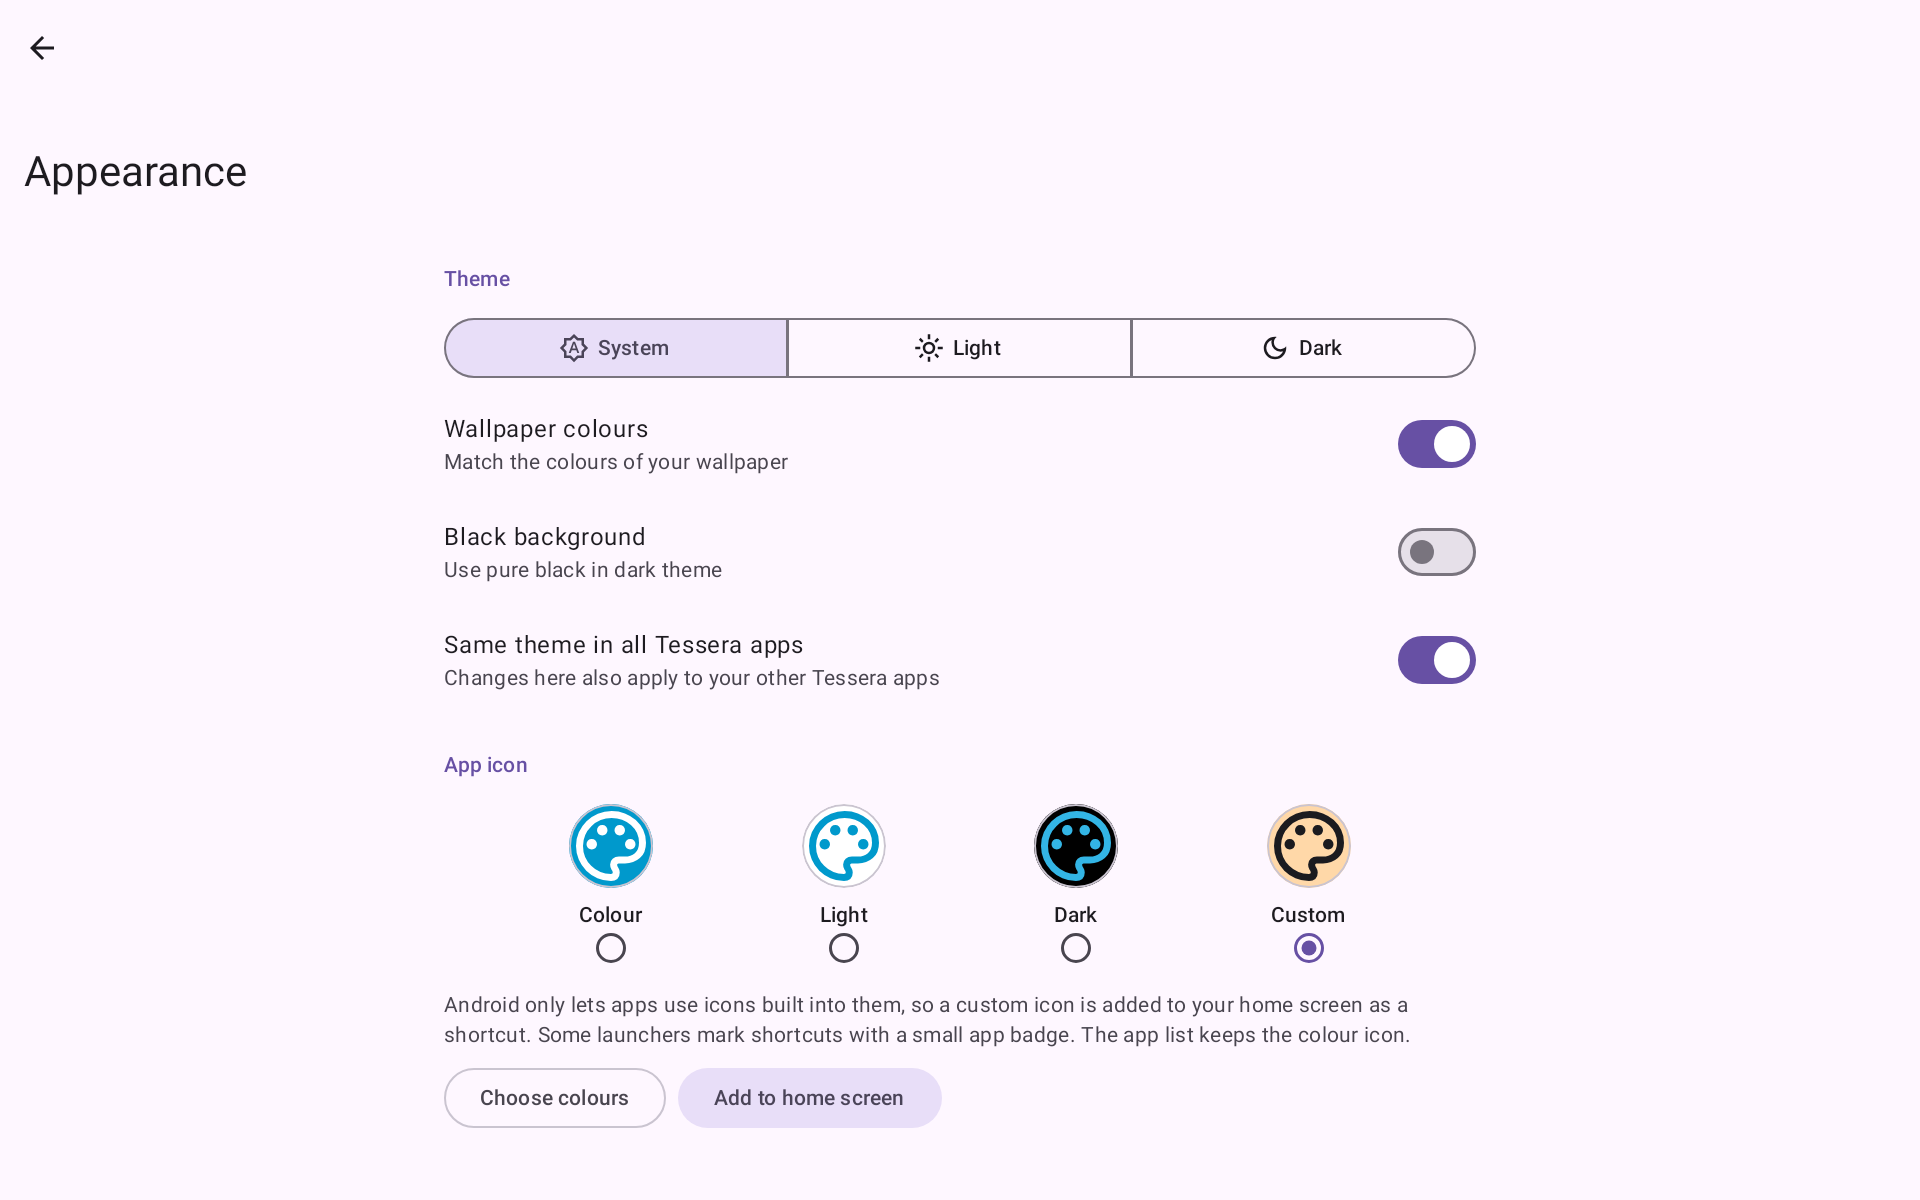 Appearance
Theme
System
Light
Dark
Wallpaper colours
Match the colours of your wallpaper
Black background
Use pure black in dark theme
Same theme in all Tessera apps
Changes here also apply to your other Tessera apps
App icon
Colour
Light
Dark
Custom
Android only lets apps use icons built into them, so a custom icon is added to your home screen as a
shortcut. Some launchers mark shortcuts with a small app badge. The app list keeps the colour icon.
Choose colours
Add to home screen